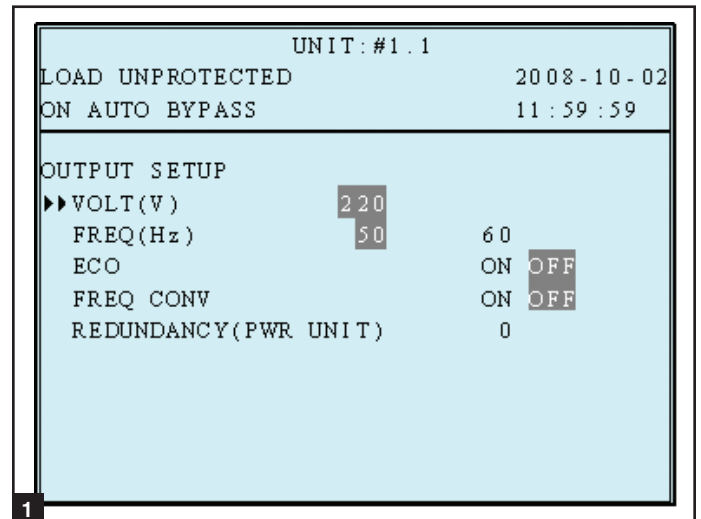 UNIT:#1.1
LOAD UNPROTECTED 2008-10-02
ON AUTO BYPASS 11:59:59
OUTPUT SETUP
VOLT(V) 220
FREQ(Hz) 50 60
ECO ON OFF
FREQ CONV ON OFF
REDUNDANCY(PWR UNIT) 0
1